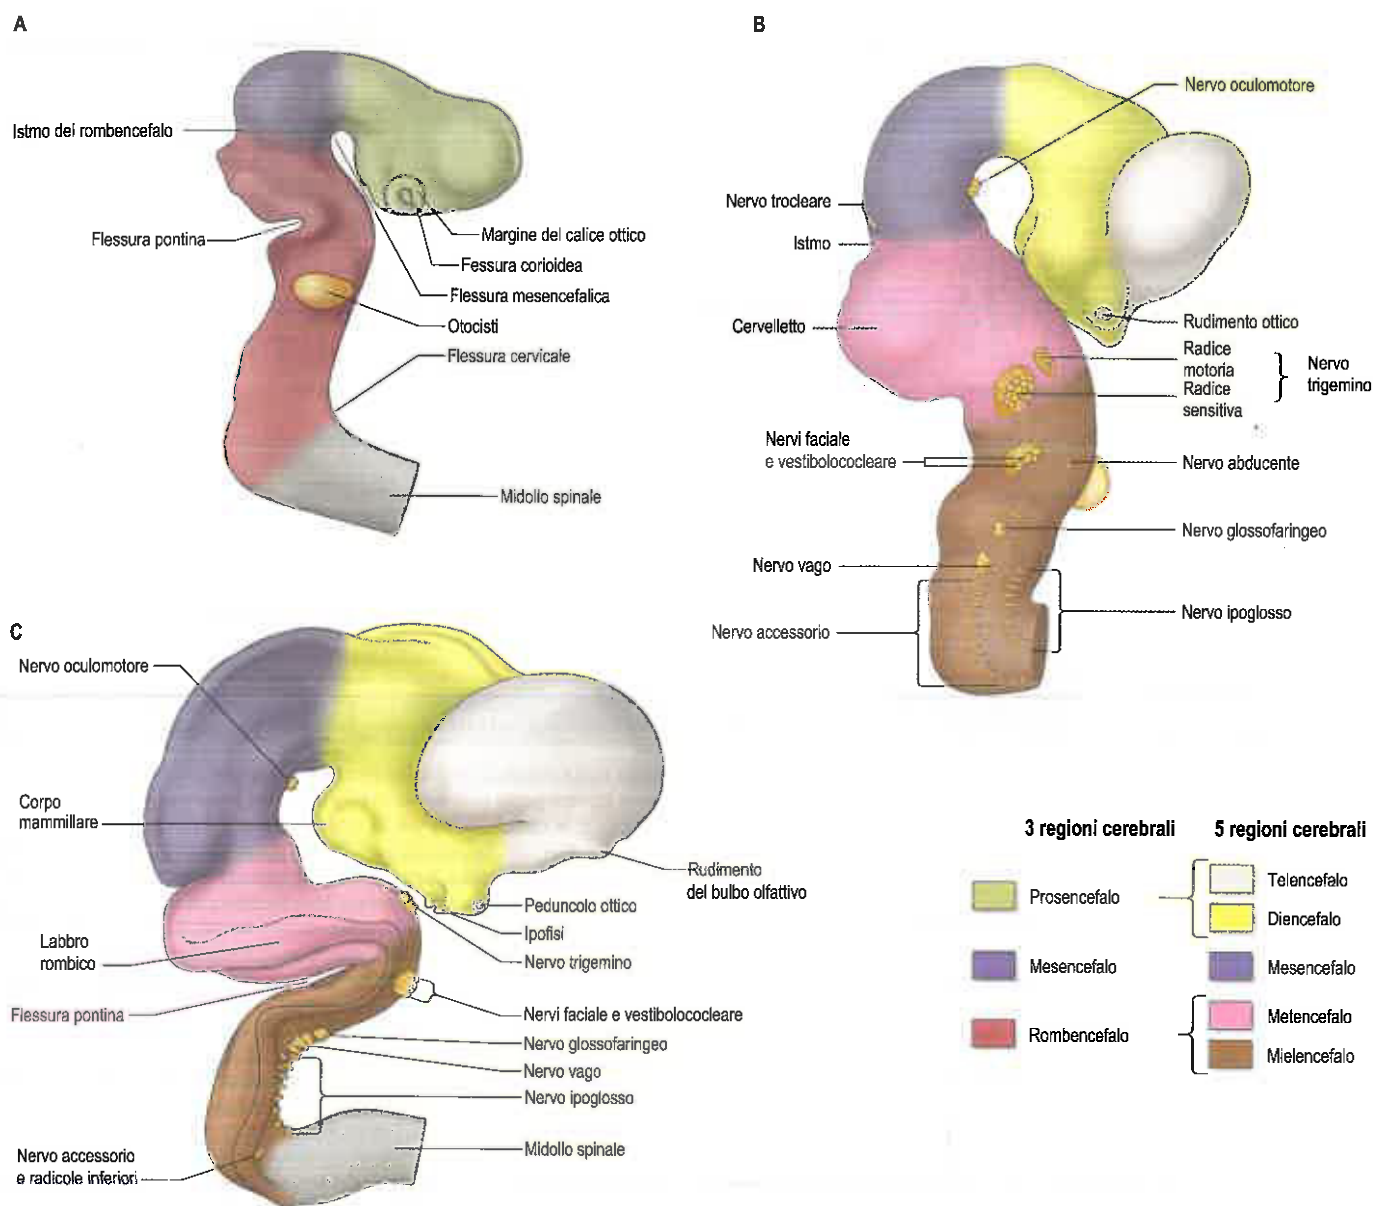 A
Istmo del rombencefalo
Flessura pontina
Margine del calice ottico
Fessura corioidea
Flessura mesencefalica
Otocisti
Flessura cervicale
Midollo spinale
B
Nervo oculomotore
Nervo trocleare
Istmo
Cervelletto
Rudimento ottico
Radice
motoria
Radice
sensitiva
Nervo
trigemino
Nervi faciale
e vestibolococleare
Nervo abducente
Nervo glossofaringeo
Nervo vago
Nervo ipoglosso
Nervo accessorio
C
Nervo oculomotore
Corpo
mammillare
Rudimento
del bulbo olfattivo
Peduncolo ottico
Ipofisi
Nervo trigemino
Labbro
rombico
Flessura pontina
Nervi faciale e vestibolococleare
Nervo glossofaringeo
Nervo vago
Nervo ipoglosso
Midollo spinale
Nervo accessorio
e radicole inferiori
3 regioni cerebrali
5 regioni cerebrali
Prosencefalo
Telencefalo
Diencefalo
Mesencefalo
Mesencefalo
Rombencefalo
Metencefalo
Mielencefalo